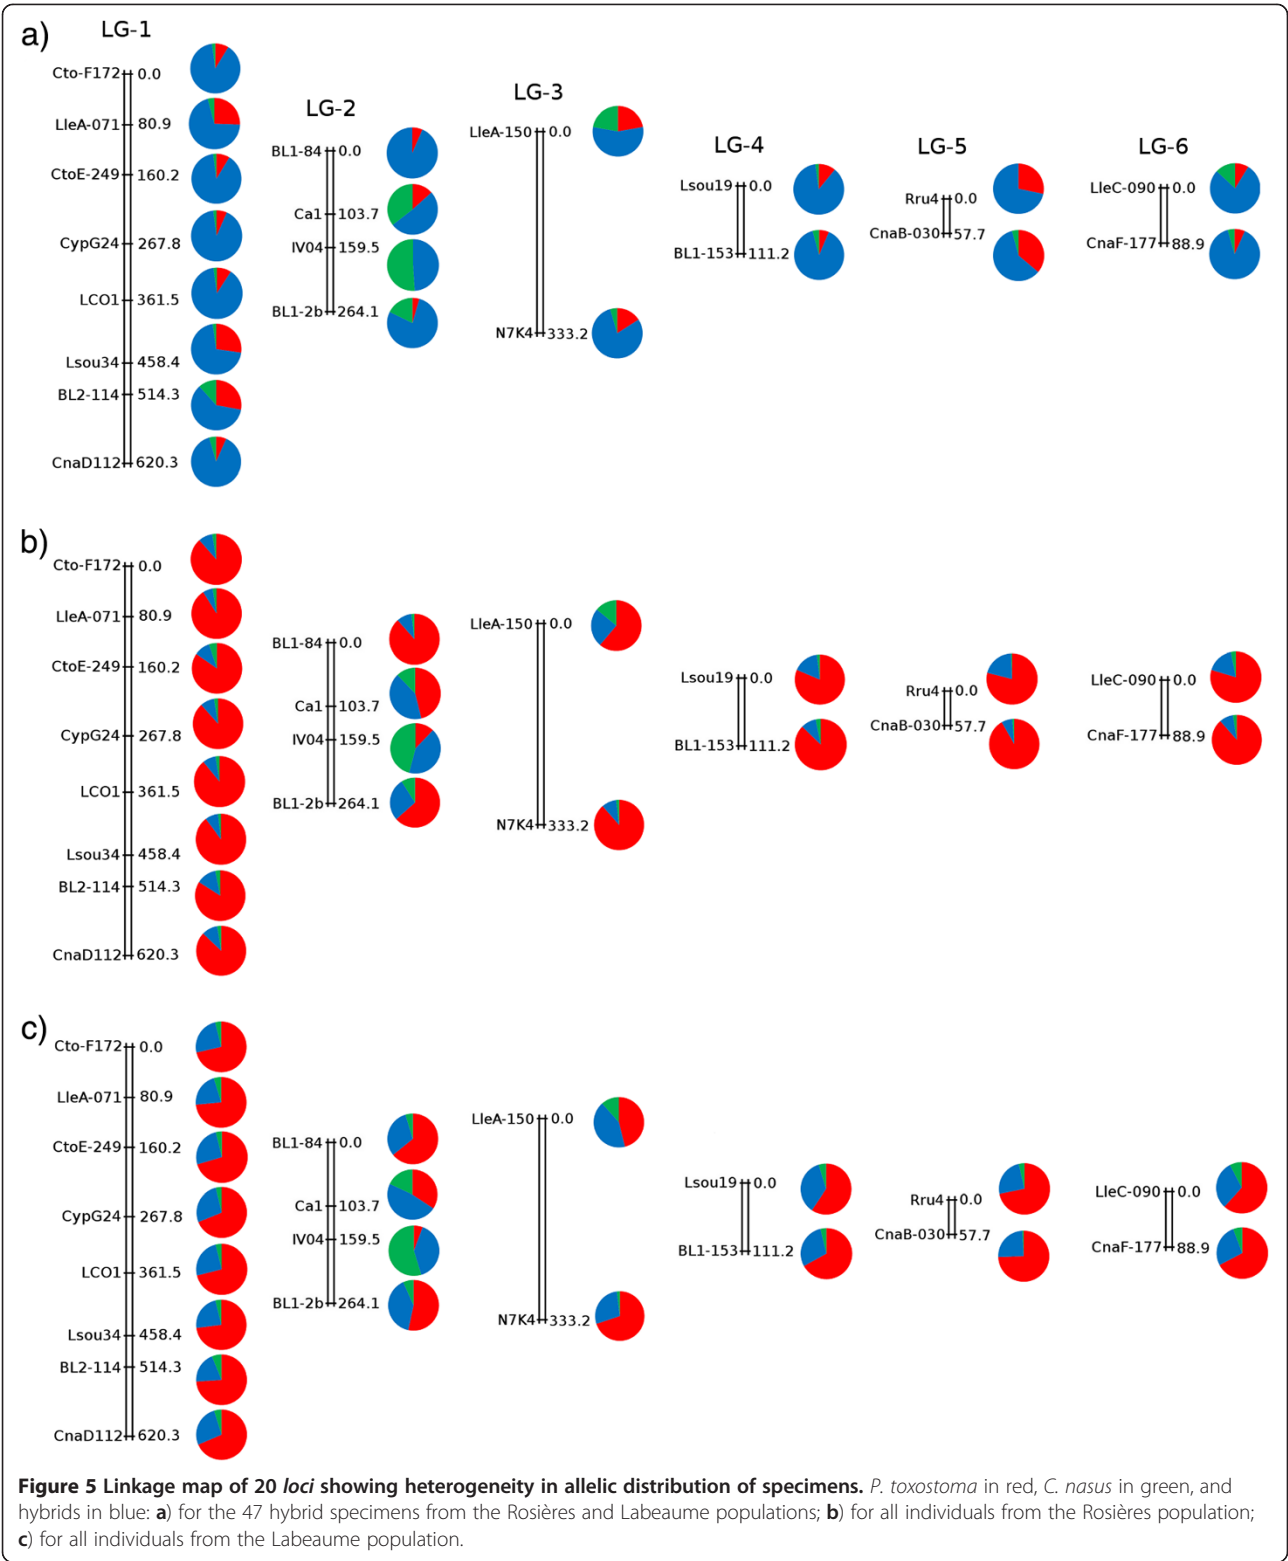 a)
LG-1
Cto-F172 0.0
LleA-071 80.9
CtoE-249 160.2
CypG24 267.8
LCO1 361.5
Lsou34 458.4
BL2-114 514.3
CnaD112 620.3
LG-2
BL1-84 0.0
Ca1 103.7
IV04 159.5
BL1-2b 264.1
LG-3
LleA-150 0.0
N7K4 333.2
LG-4
Lsou19 0.0
BL1-153 111.2
LG-5
Rru4 0.0
CnaB-030 57.7
LG-6
LleC-090 0.0
CnaF-177 88.9
b)
Cto-F172 0.0
LleA-071 80.9
CtoE-249 160.2
CypG24 267.8
LCO1 361.5
Lsou34 458.4
BL2-114 514.3
CnaD112 620.3
BL1-84 0.0
Ca1 103.7
IV04 159.5
BL1-2b 264.1
LleA-150 0.0
N7K4 333.2
Lsou19 0.0
BL1-153 111.2
Rru4 0.0
CnaB-030 57.7
LleC-090 0.0
CnaF-177 88.9
c)
Cto-F172 0.0
LleA-071 80.9
CtoE-249 160.2
CypG24 267.8
LCO1 361.5
Lsou34 458.4
BL2-114 514.3
CnaD112 620.3
BL1-84 0.0
Ca1 103.7
IV04 159.5
BL1-2b 264.1
LleA-150 0.0
N7K4 333.2
Lsou19 0.0
BL1-153 111.2
Rru4 0.0
CnaB-030 57.7
LleC-090 0.0
CnaF-177 88.9
Figure 5 Linkage map of 20 loci showing heterogeneity in allelic distribution of specimens. P. toxostoma in red, C. nasus in green, and
hybrids in blue: a) for the 47 hybrid specimens from the Rosières and Labeaume populations; b) for all individuals from the Rosières population;
c) for all individuals from the Labeaume population.